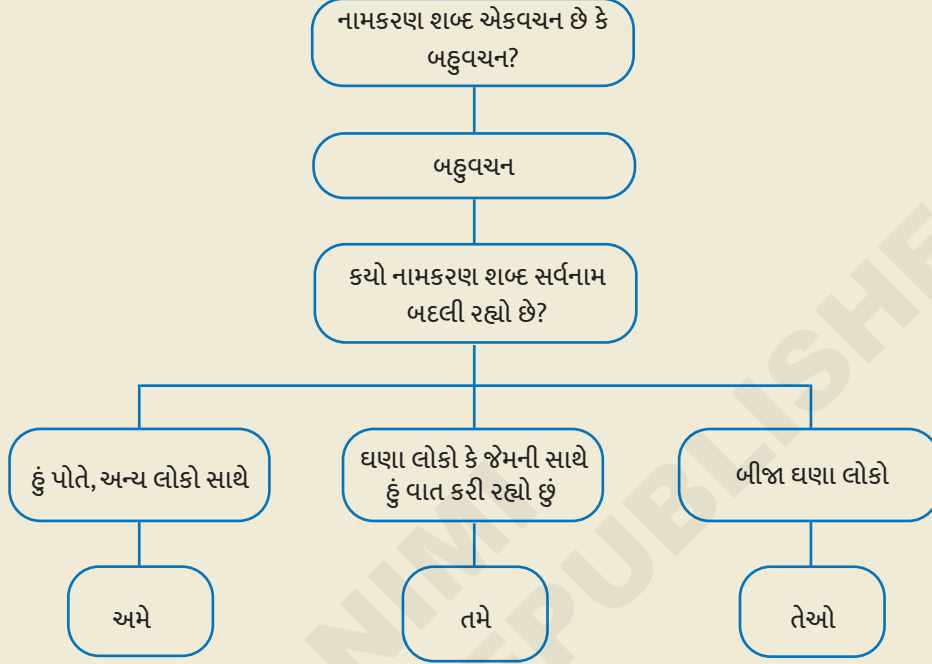 નામકરણ શબ્દ એકવચન છે કે
બહુવચન?
બહુવચન
કયો નામકરણ શબ્દ સર્વનામ
બદલી રહ્યો છે?
હું પોતે, અન્ય લોકો સાથે
ઘણા લોકો કે જેમની સાથે
હું વાત કરી રહ્યો છું
બીજા ઘણા લોકો
અમે
તમે
તેઓ
NIMI